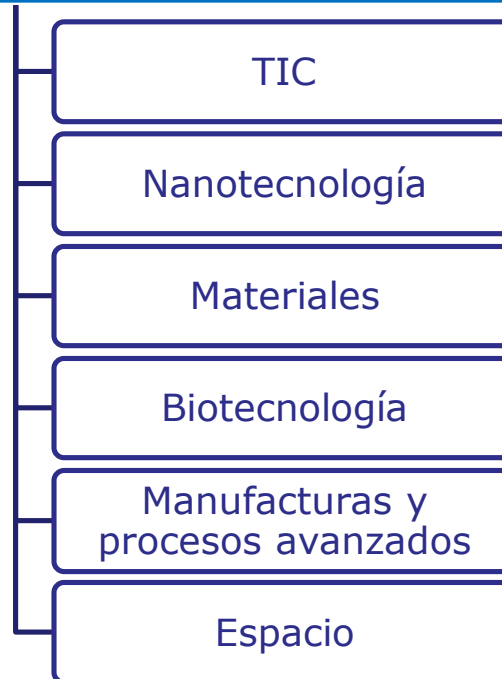 TIC
Nanotecnología
Materiales
Biotecnología
Manufacturas y
procesos avanzados
Espacio